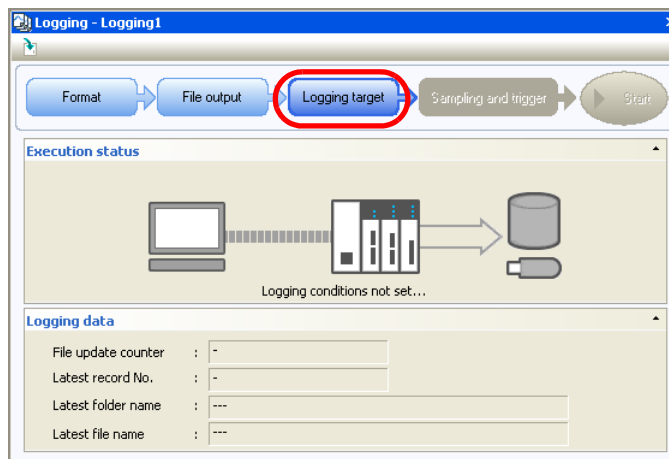 Logging - Logging1
Format
File output
Logging target
Sampling and trigger
Start
Execution status
Logging conditions not set...
Logging data
File update counter : -
Latest record No. : -
Latest folder name : ---
Latest file name : ---